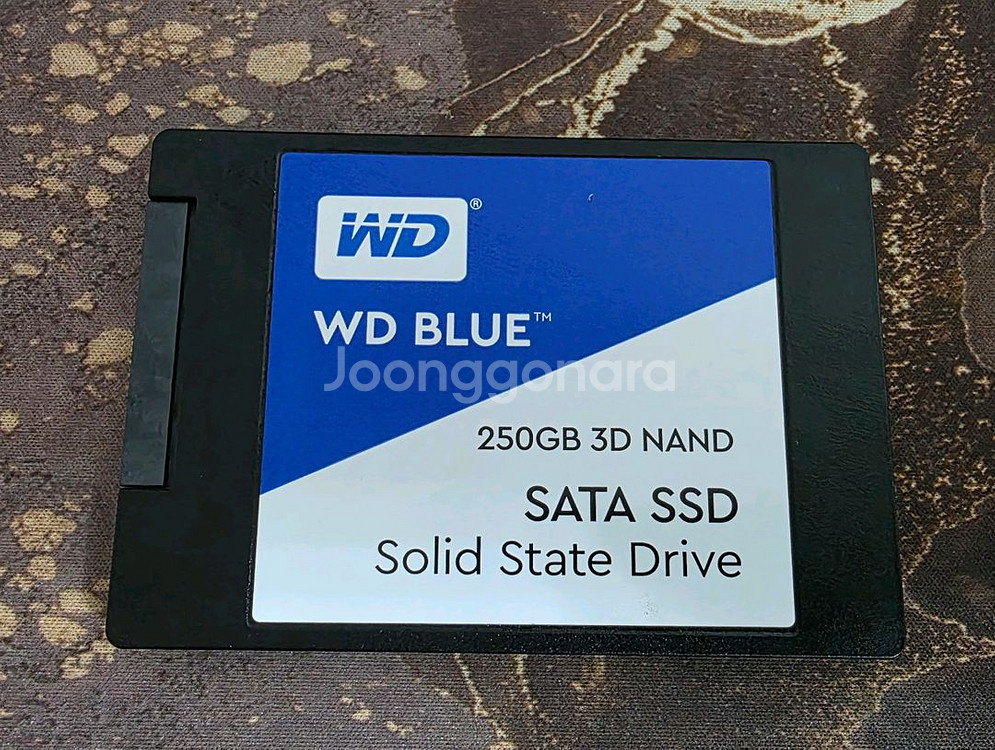 WD®
WD BLUE™
Joonggonara
250GB 3D NAND
SATA SSD
Solid State Drive